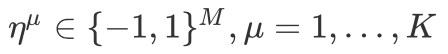 η^μ ∈ {−1, 1}^M, μ = 1, . . . , K